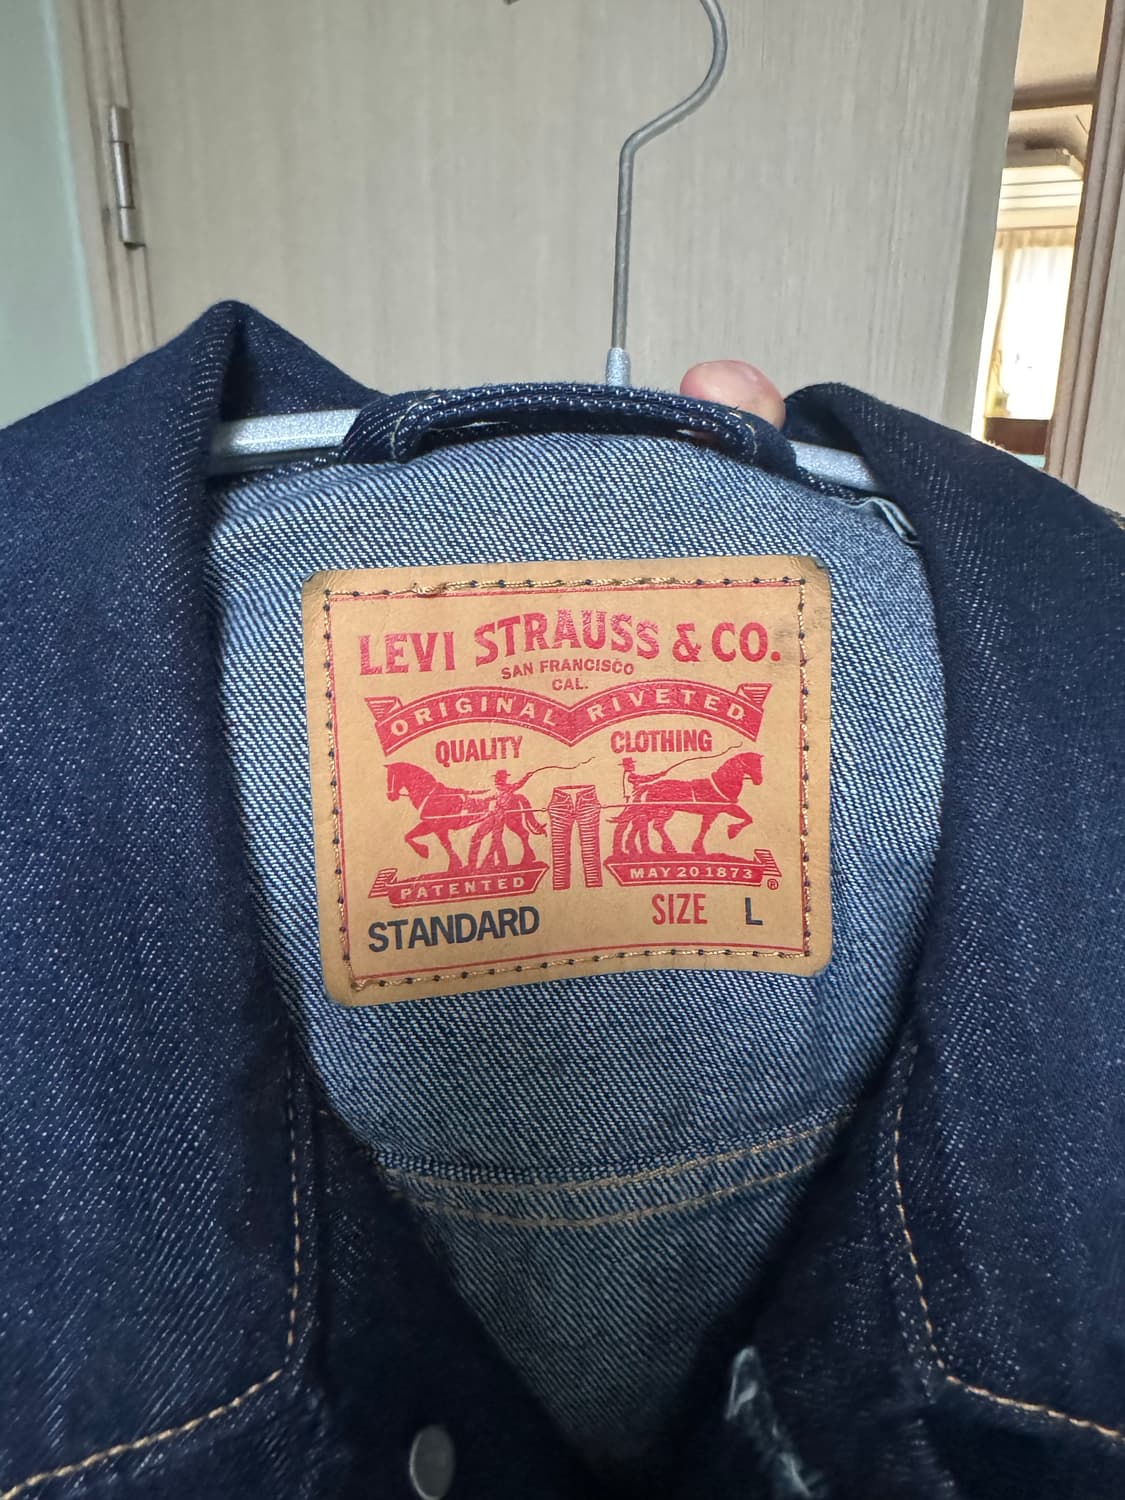 LEVI STRAUSS & CO.
SAN FRANCISCO
CAL.
ORIGINAL RIVETED
QUALITY CLOTHING
PATENTED MAY 20 1873 ®
STANDARD SIZE L